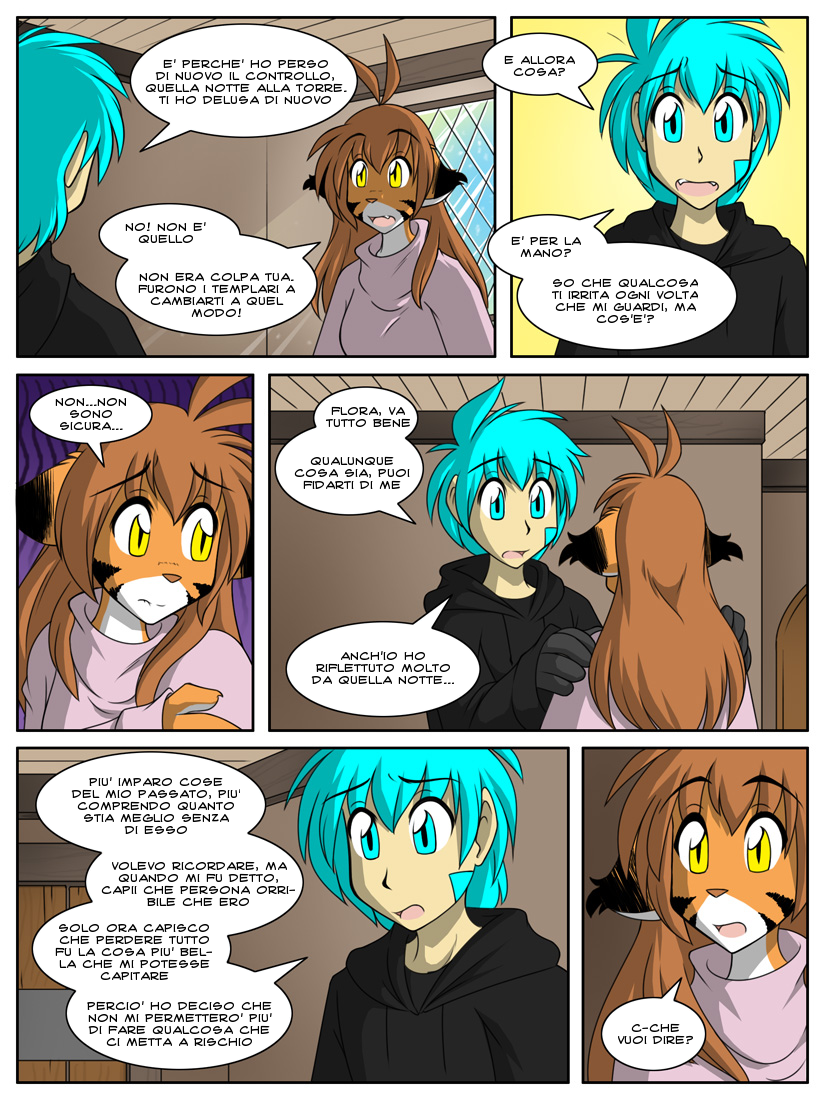 E' PERCHE' HO PERSO
DI NUOVO IL CONTROLLO,
QUELLA NOTTE ALLA TORRE.
TI HO DELUSA DI NUOVO
NO! NON E'
QUELLO
NON ERA COLPA TUA.
FURONO I TEMPLARI A
CAMBIARTI A QUEL
MODO!
E ALLORA
COSA?
E' PER LA
MANO?
SO CHE QUALCOSA
TI IRRITA OGNI VOLTA
CHE MI GUARDI, MA
COS'E'?
NON...NON
SONO
SICURA...
FLORA, VA
TUTTO BENE
QUALUNQUE
COSA SIA, PUOI
FIDARTI DI ME
ANCH'IO HO
RIFLETTUTO MOLTO
DA QUELLA NOTTE...
PIU' IMPARO COSE
DEL MIO PASSATO, PIU'
COMPRENDO QUANTO
STIA MEGLIO SENZA
DI ESSO
VOLEVO RICORDARE, MA
QUANDO MI FU DETTO,
CAPII CHE PERSONA ORRI-
BILE CHE ERO
SOLO ORA CAPISCO
CHE PERDERE TUTTO
FU LA COSA PIU' BEL-
LA CHE MI POTESSE
CAPITARE
PERCIO' HO DECISO CHE
NON MI PERMETTERO' PIU'
DI FARE QUALCOSA CHE
CI METTA A RISCHIO
C-CHE
VUOI DIRE?